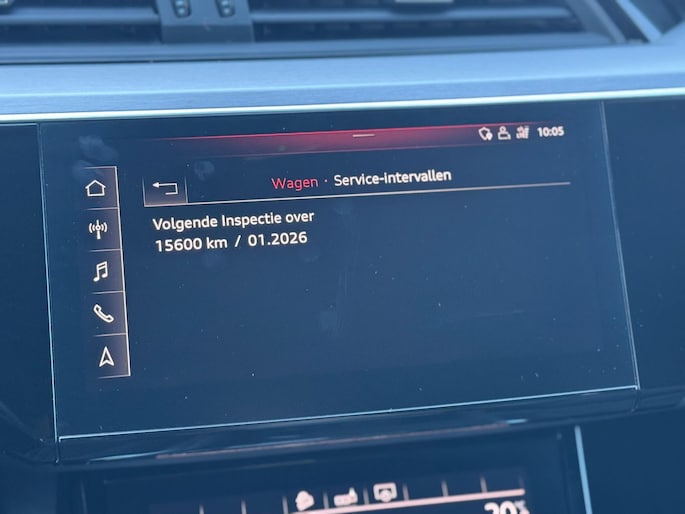 10:05
Wagen · Service-intervallen
Volgende Inspectie over
15600 km / 01.2026